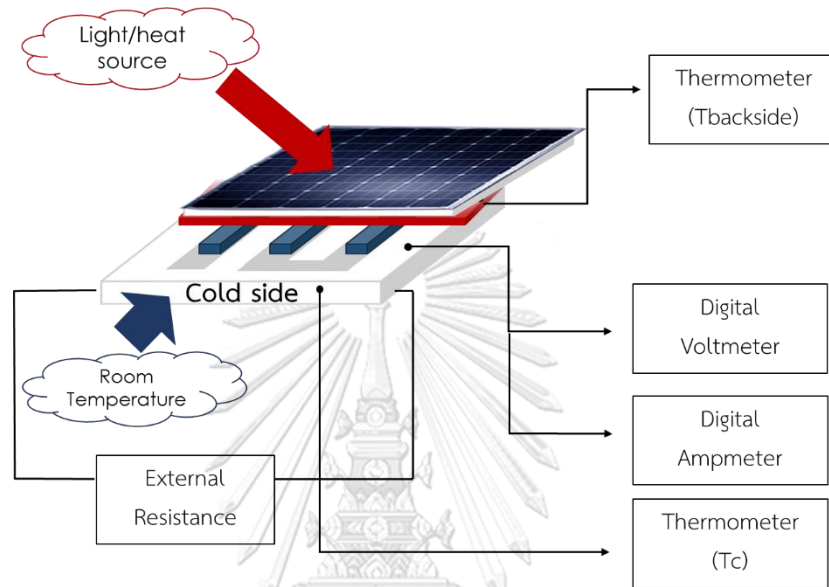 Light/heat
source
Thermometer
(Tbackside)
Cold side
Digital
Voltmeter
Room
Temperature
Digital
Ampmeter
External
Resistance
Thermometer
(Tc)